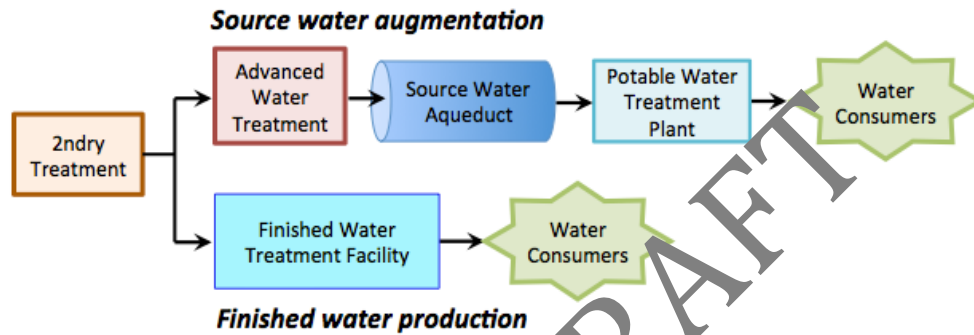 Source water augmentation
2ndry
Treatment
Advanced
Water
Treatment
Source Water
Aqueduct
Potable Water
Treatment
Plant
Water
Consumers
Finished Water
Treatment Facility
Water
Consumers
Finished water production
DRAFT